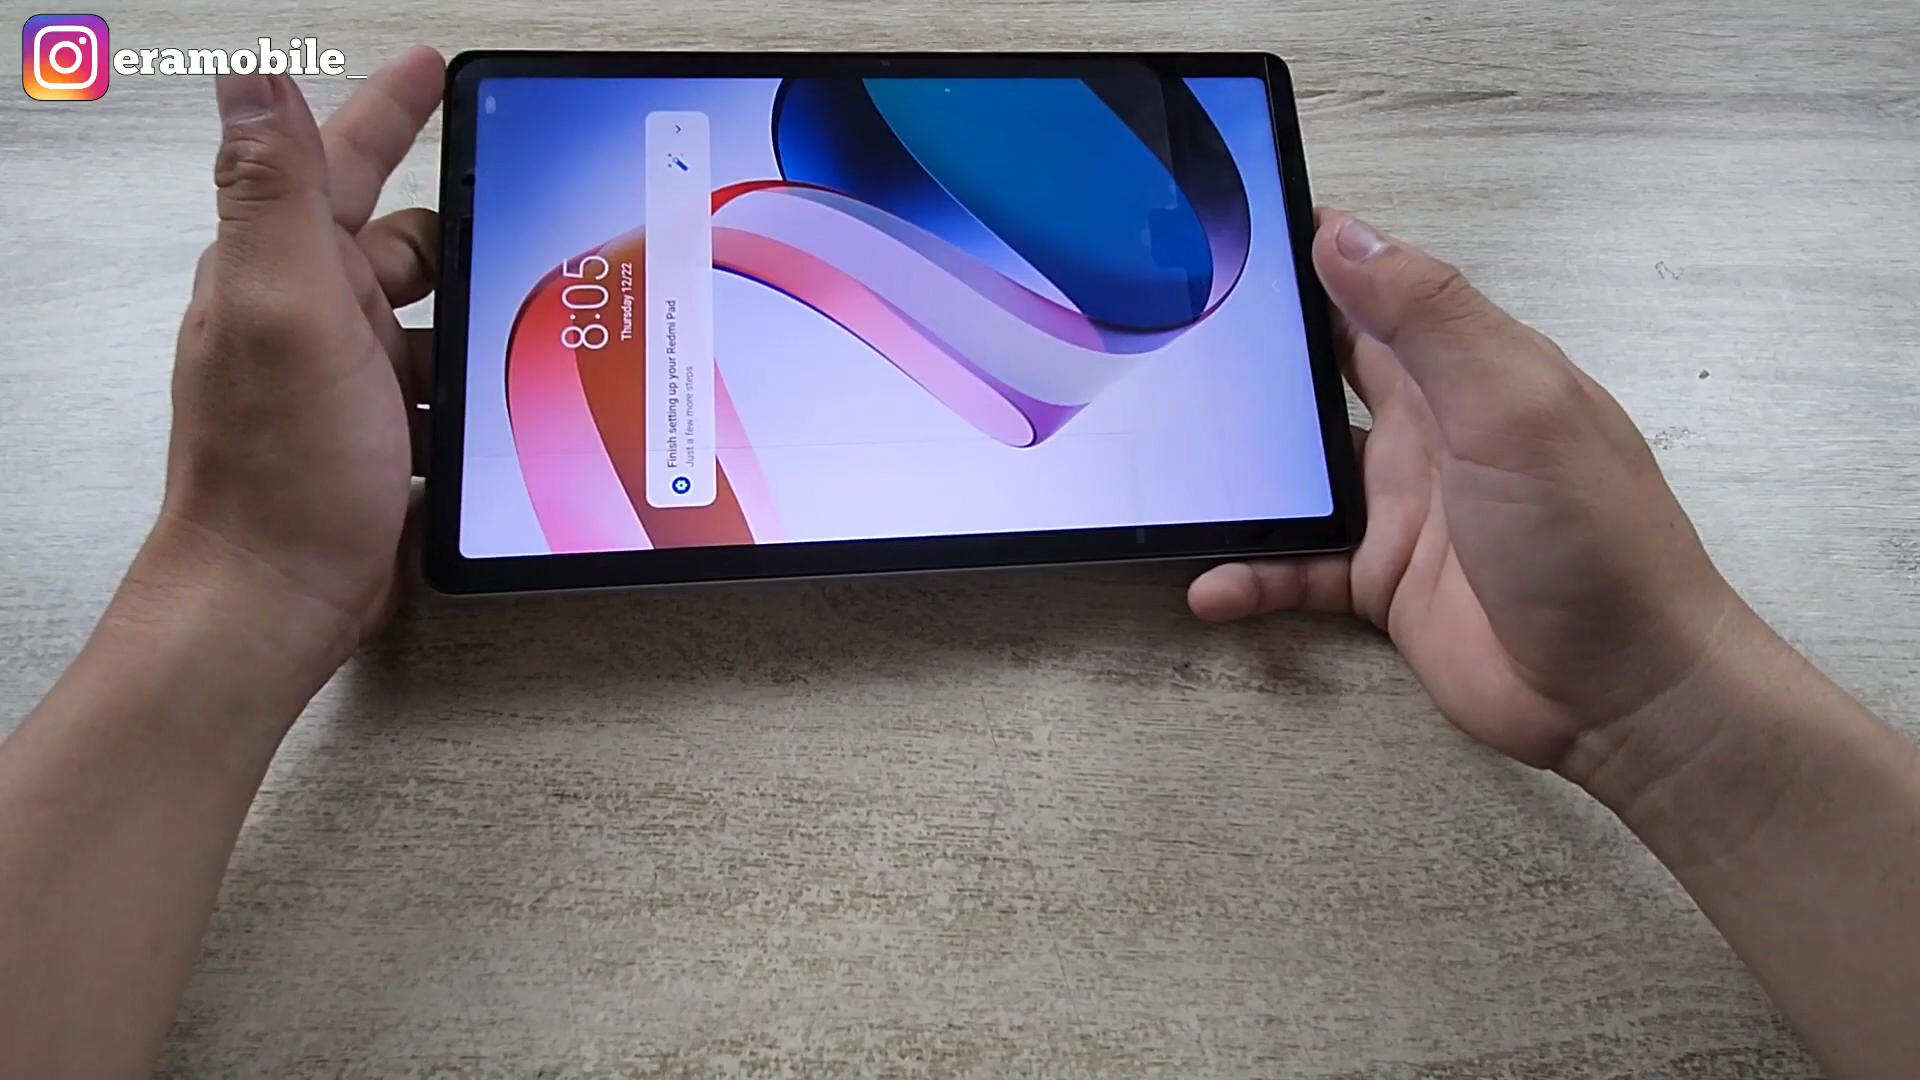 eramobile_
8:05
Thursday 12/22
Finish setting up your Redmi Pad
Just a few more steps